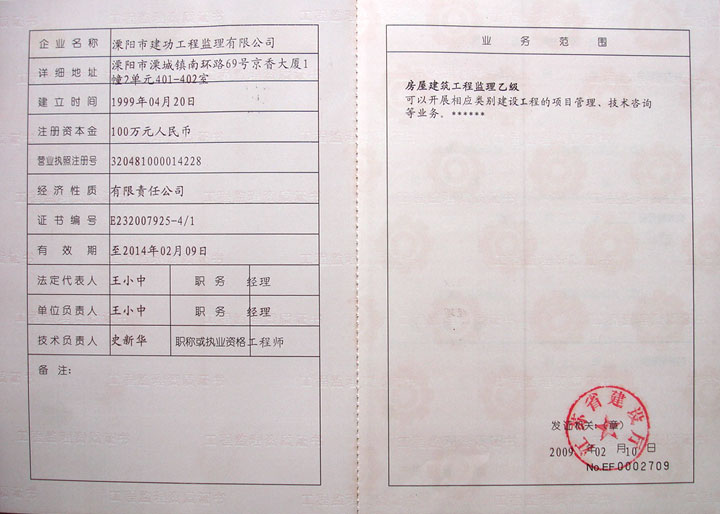 企业名称 溧阳市建功工程监理有限公司
详细地址 溧阳市溧城镇南环路69号京香大厦1
幢2单元401-402室
建立时间 1999年04月20日
注册资本金 100万元人民币
营业执照注册号 320481000014228
经济性质 有限责任公司
证书编号 E232007925-4/1
有效期 至2014年02月09日
法定代表人 王小中 职务 经理
单位负责人 王小中 职务 经理
技术负责人 史新华 职称或执业资格 工程师
备注:
业务范围
房屋建筑工程监理乙级
可以开展相应类别建设工程的项目管理、技术咨询
等业务。******
江苏省建设厅
发证机关(章)
2009年02月10日
No.EF0002709